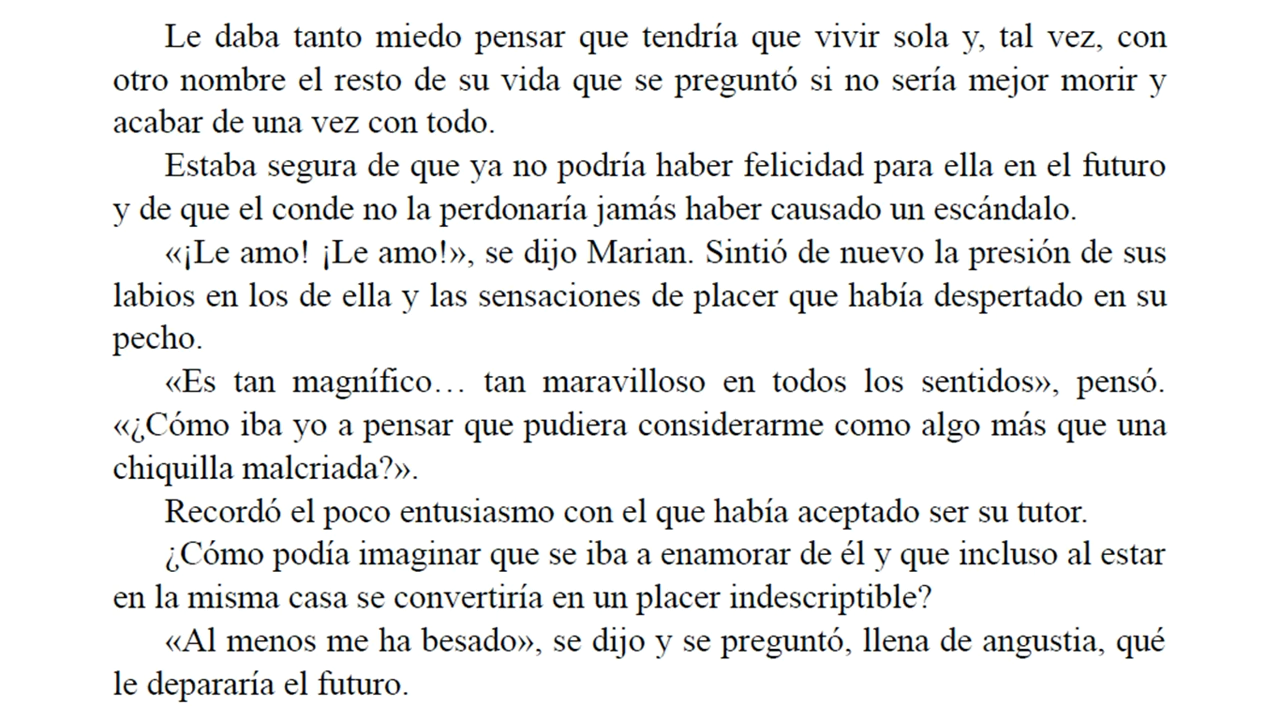 Le daba tanto miedo pensar que tendría que vivir sola y, tal vez, con
otro nombre el resto de su vida que se preguntó si no sería mejor morir y
acabar de una vez con todo.
Estaba segura de que ya no podría haber felicidad para ella en el futuro
y de que el conde no la perdonaría jamás haber causado un escándalo.
«¡Le amo! ¡Le amo!», se dijo Marian. Sintió de nuevo la presión de sus
labios en los de ella y las sensaciones de placer que había despertado en su
pecho.
«Es tan magnífico… tan maravilloso en todos los sentidos», pensó.
«¿Cómo iba yo a pensar que pudiera considerarme como algo más que una
chiquilla malcriada?».
Recordó el poco entusiasmo con el que había aceptado ser su tutor.
¿Cómo podía imaginar que se iba a enamorar de él y que incluso al estar
en la misma casa se convertiría en un placer indescriptible?
«Al menos me ha besado», se dijo y se preguntó, llena de angustia, qué
le depararía el futuro.